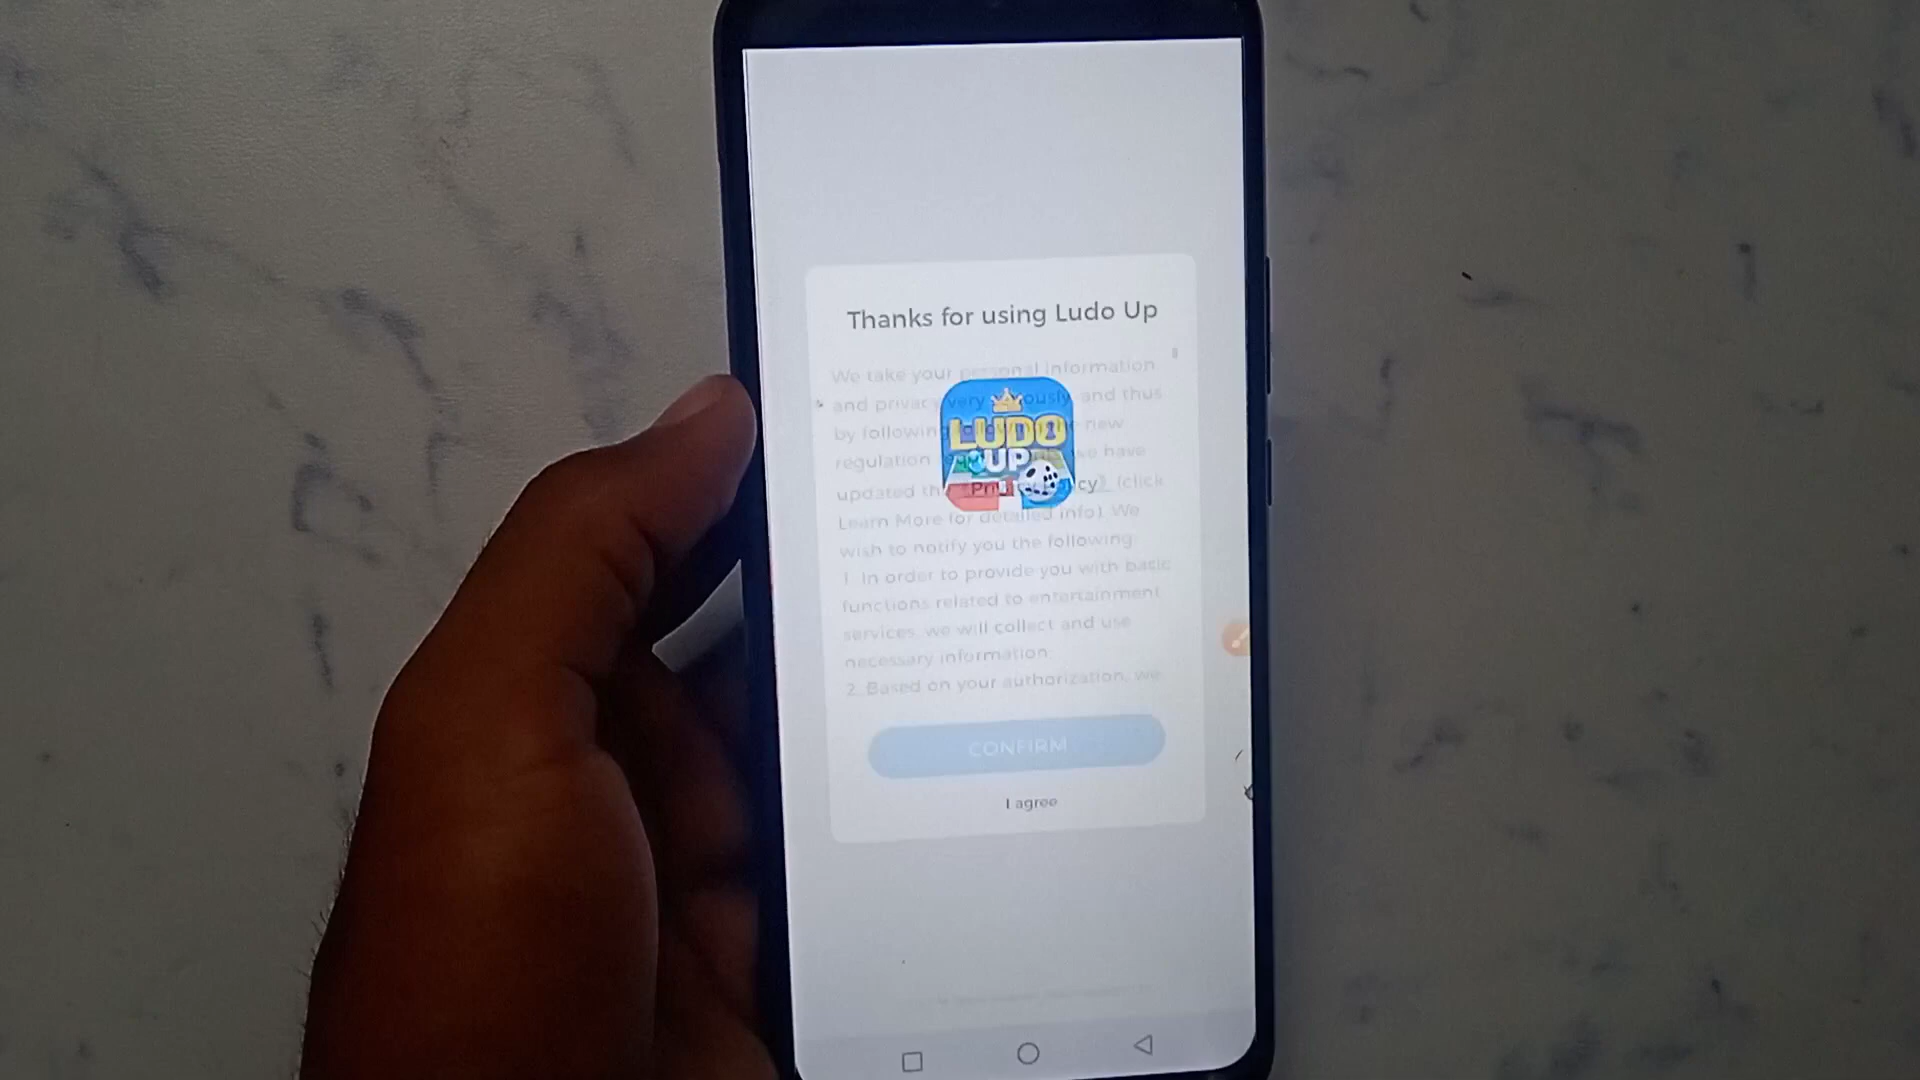 Thanks for using Ludo Up
We take your personal information
and privacy very seriously, and thus
by following following the new
regulation we have
updated the 《Privacy Policy》 (click
LUDO
UP
Learn More for detailed info). We
wish to notify you the following
1. In order to provide you with basic
functions related to entertainment
services, we will collect and use
necessary information;
2. Based on your authorization, we
CONFIRM
I agree